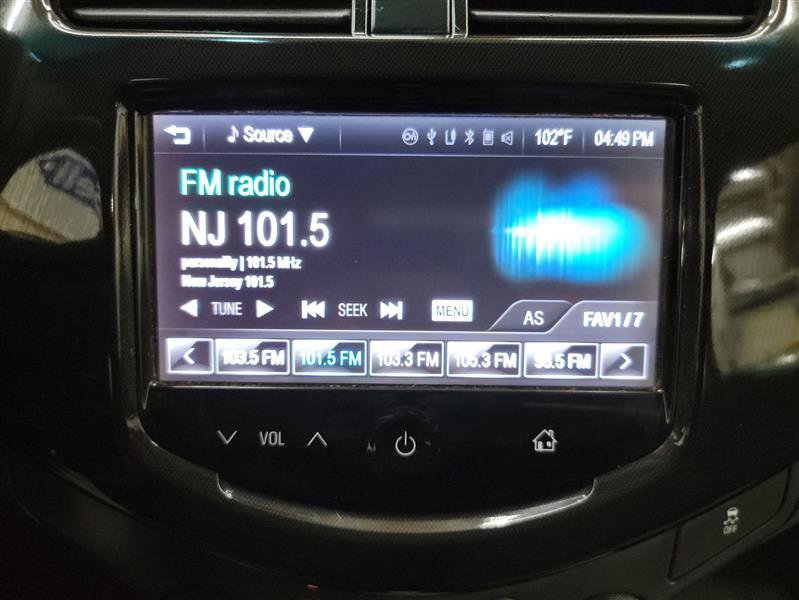 Source 102°F 04:49 PM
FM radio
NJ 101.5
personality | 101.5 MHz
New Jersey 101.5
TUNE SEEK MENU AS FAV1/7
103.5 FM 101.5 FM 103.3 FM 105.3 FM 98.5 FM
VOL
OFF